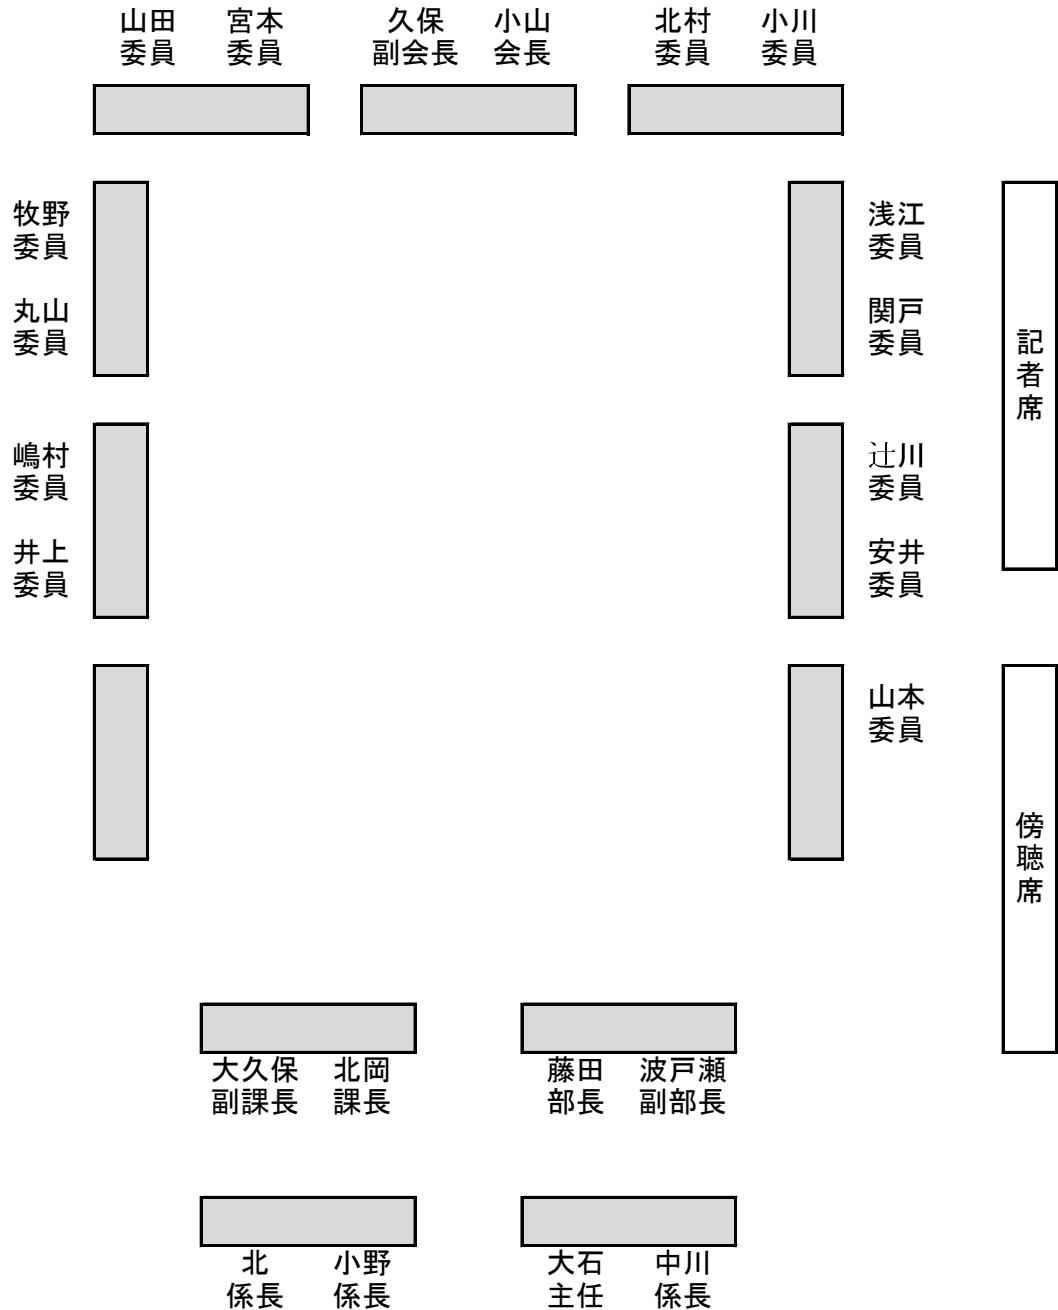 山田 宮本 久保 小山 北村 小川
委員 委員 副会長 会長 委員 委員
牧野
委員
丸山
委員
嶋村
委員
井上
委員
浅江
委員
関戸
委員
辻川
委員
安井
委員
山本
委員
記者席
傍聴席
大久保 北岡 藤田 波戸瀬
副課長 課長 部長 副部長
北 小野 大石 中川
係長 係長 主任 係長